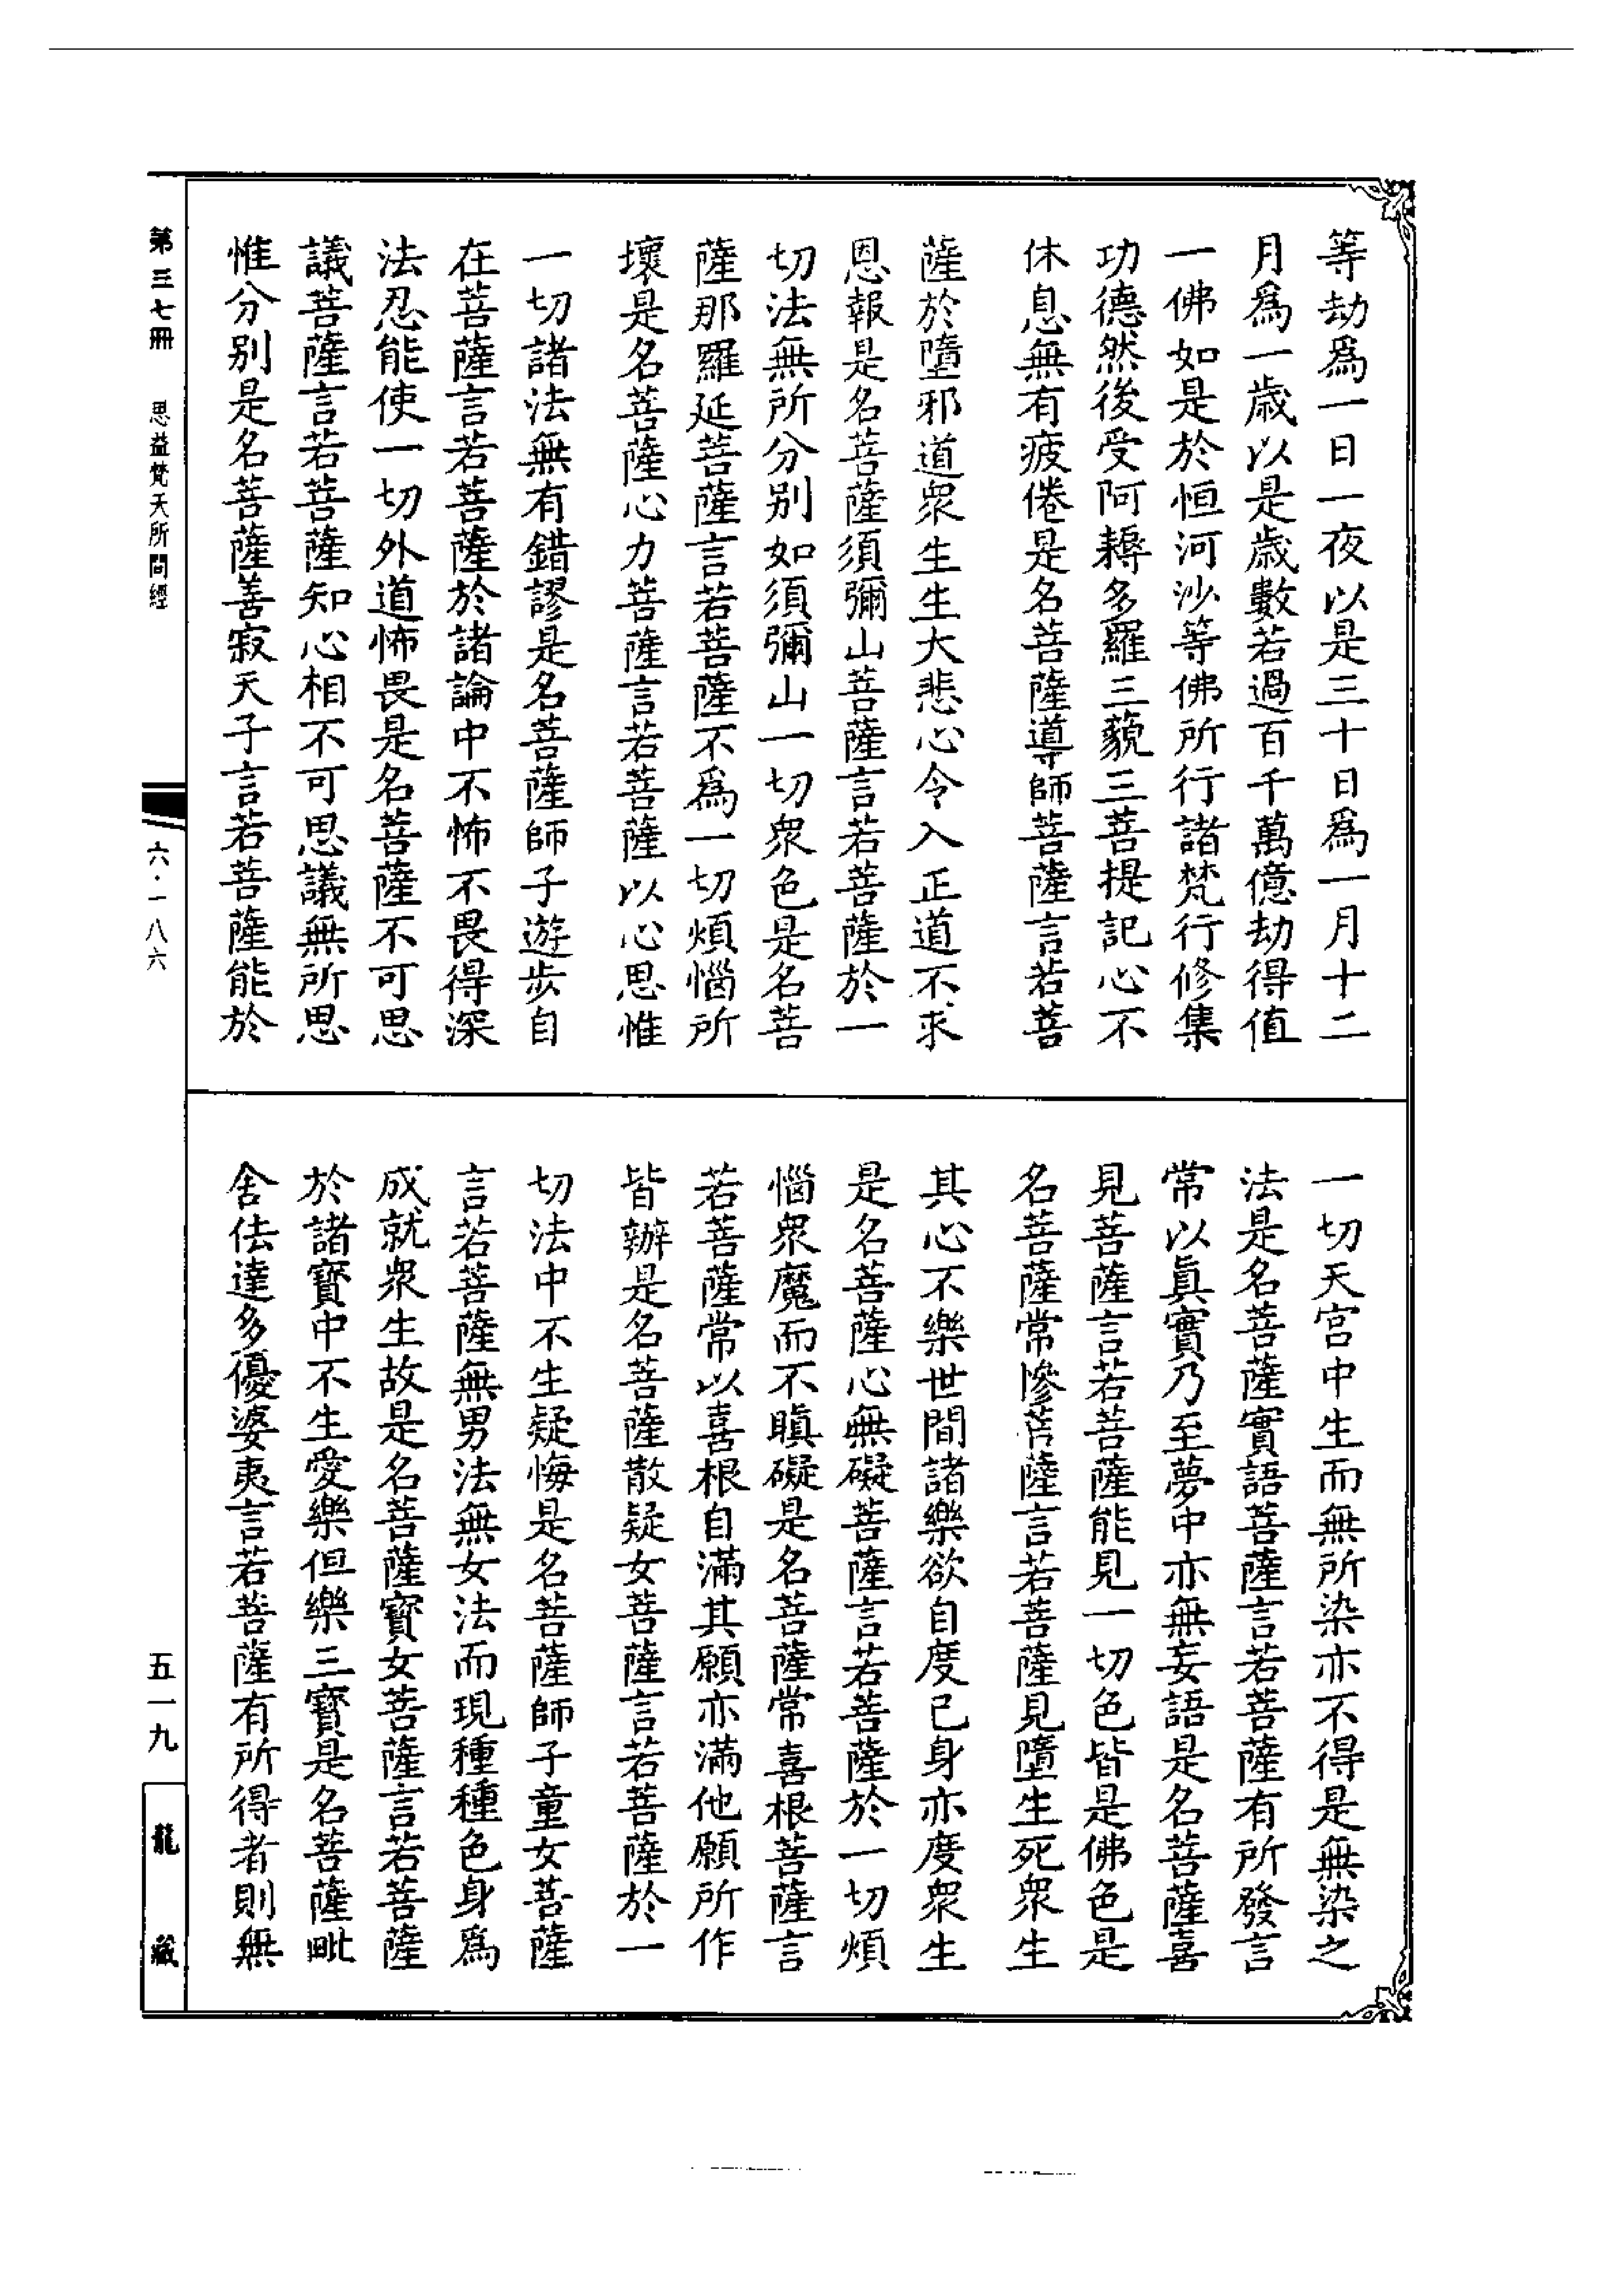 等劫爲一日一夜以是三十日爲一月十二
月爲一歲以是歲數若過百千萬億劫得值
一佛如是於恒河沙等佛所行諸梵行修集
功德然後受阿耨多羅三藐三菩提記心不
休息無有疲倦是名菩薩導師菩薩言若菩
薩於墮邪道眾生生大悲心令入正道不求
恩報是名菩薩須彌山菩薩言若菩薩於一
切法無所分別如須彌山一切眾色是名菩
薩那羅延菩薩言若菩薩不爲一切煩惱所
壞是名菩薩心力菩薩言若菩薩以心思惟
一切諸法無有錯謬是名菩薩師子遊步自
在菩薩言若菩薩於諸論中不怖不畏得深
法忍能使一切外道怖畏是名菩薩不可思
議菩薩言若菩薩知心相不可思議無所思
惟分別是名菩薩善寂天子言若菩薩能於
一切天宮中生而無所染亦不得是無染之
法是名菩薩實語菩薩言若菩薩有所發言
常以眞實乃至夢中亦無妄語是名菩薩喜
見菩薩言若菩薩能見一切色皆是佛色是
名菩薩常慘菩薩言若菩薩見墮生死眾生
其心不樂世間諸樂欲自度己身亦度眾生
是名菩薩心無礙菩薩言若菩薩於一切煩
惱眾魔而不瞋礙是名菩薩常喜根菩薩言
若菩薩常以喜根自滿其願亦滿他願所作
皆辦是名菩薩散疑女菩薩言若菩薩於一
切法中不生疑悔是名菩薩師子童女菩薩
言若菩薩無男法無女法而現種種色身爲
成就眾生故是名菩薩寶女菩薩言若菩薩
於諸寶中不生愛樂但樂三寶是名菩薩毗
舍佉達多優婆夷言若菩薩有所得者則無
第三七冊 思益梵天所問經
六·一八六
五一九
龍藏